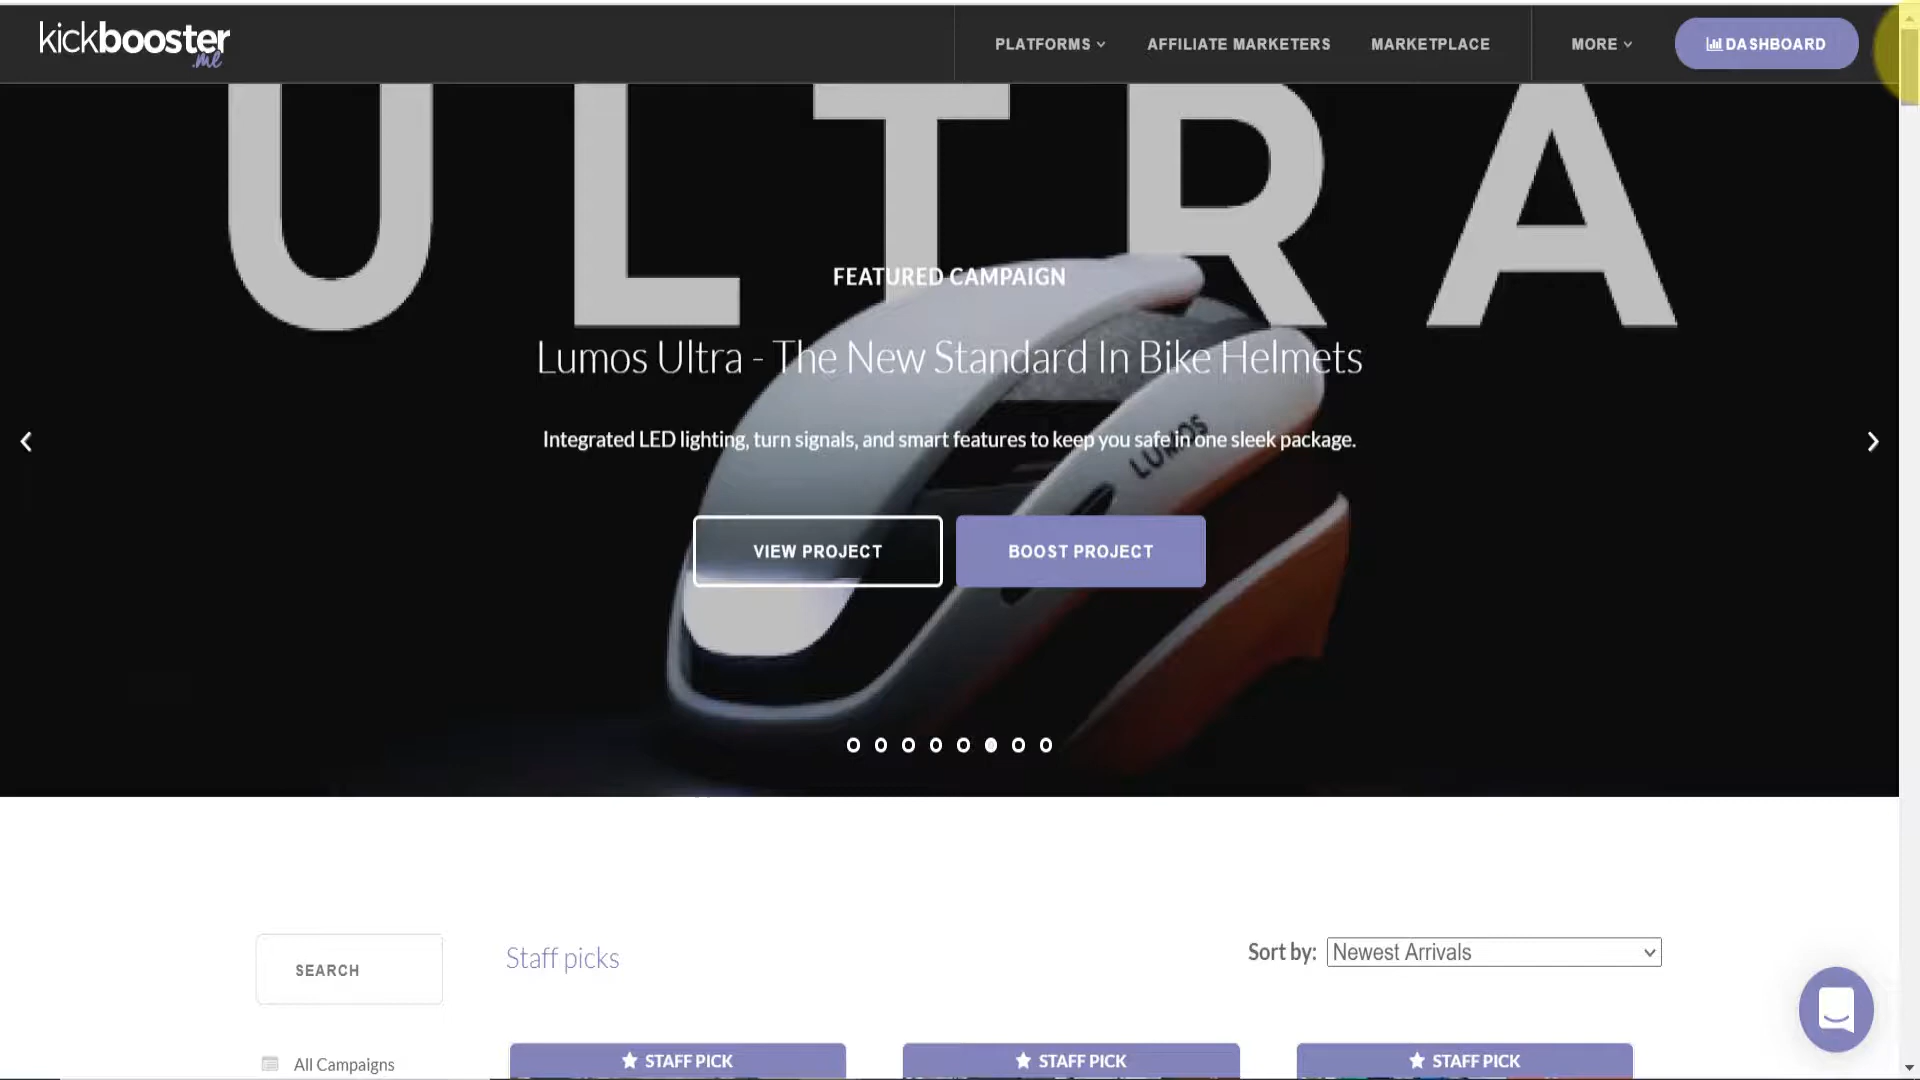 kickbooster
.me
PLATFORMS
AFFILIATE MARKETERS
MARKETPLACE
MORE
DASHBOARD
ULTRA
FEATURED CAMPAIGN
Lumos Ultra - The New Standard In Bike Helmets
LUMOS
Integrated LED lighting, turn signals, and smart features to keep you safe in one sleek package.
VIEW PROJECT
BOOST PROJECT
SEARCH
Staff picks
Sort by: Newest Arrivals
All Campaigns
STAFF PICK
STAFF PICK
STAFF PICK